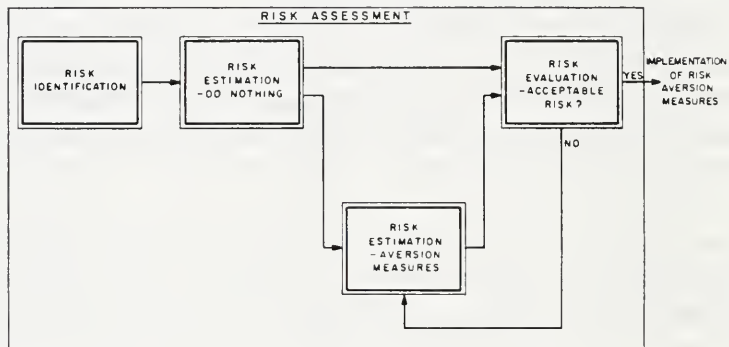 RISK ASSESSMENT
RISK
IDENTIFICATION
RISK
ESTIMATION
-DO NOTHING
RISK
EVALUATION
-ACCEPTABLE
RISK?
YES
IMPLEMENTATION
OF RISK
AVERSION
MEASURES
NO
RISK
ESTIMATION
-AVERSION
MEASURES